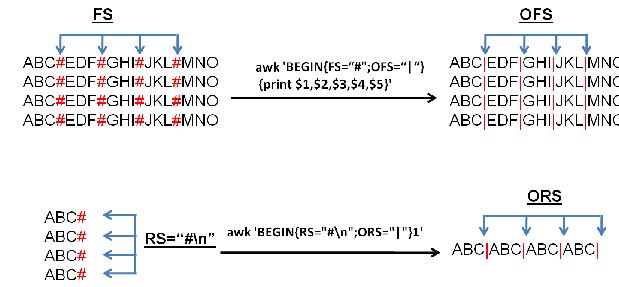 FS
OFS
ABC#EDF#GHI#JKL#MNO
ABC#EDF#GHI#JKL#MNO
ABC#EDF#GHI#JKL#MNO
ABC#EDF#GHI#JKL#MNO
awk 'BEGIN{FS="#";OFS="|"}
{print $1,$2,$3,$4,$5}'
ABC|EDF|GHI|JKL|MNO
ABC|EDF|GHI|JKL|MNO
ABC|EDF|GHI|JKL|MNO
ABC|EDF|GHI|JKL|MNO
ABC#
ABC#
ABC#
ABC#
RS="#\n"
awk 'BEGIN{RS="#\n";ORS="|"}1'
ORS
ABC|ABC|ABC|ABC|